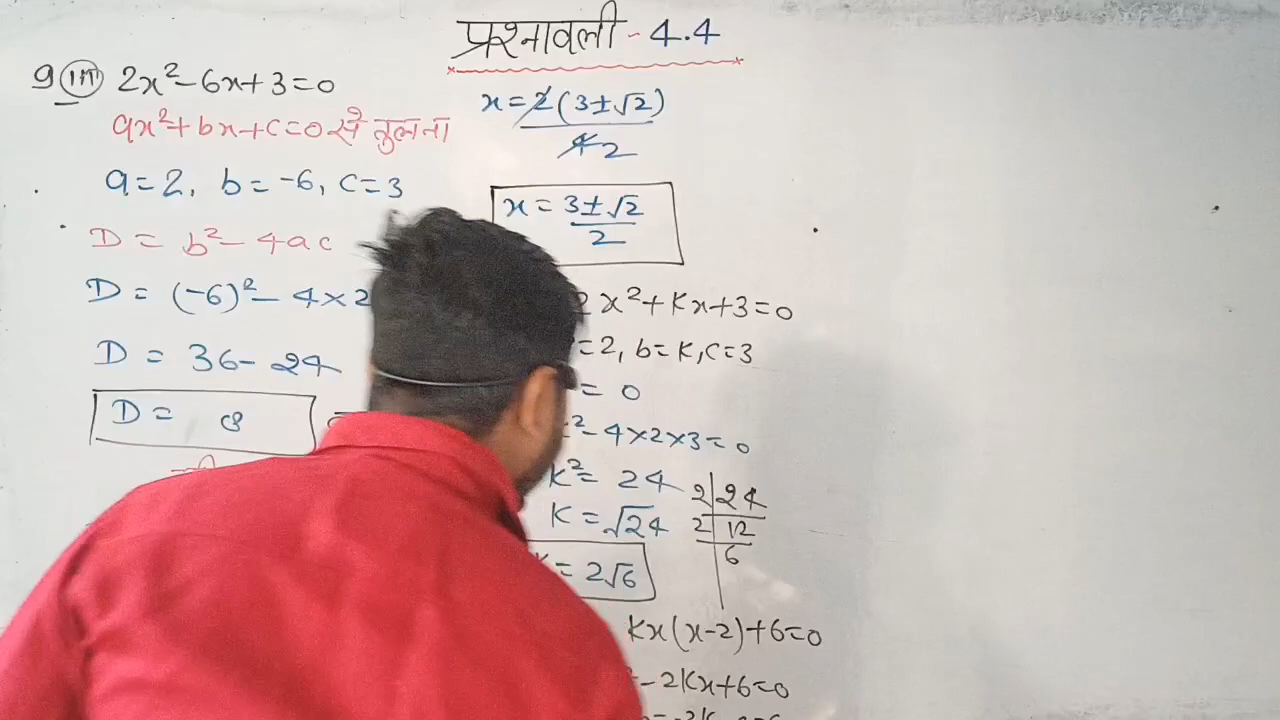 प्रश्नावली - 4.4
9 (iii) 2x² - 6x + 3 = 0
ax² + bx + c = 0 से तुलना
a = 2, b = -6, c = 3
D = b² - 4ac
D = (-6)² - 4 × 2
D = 36 - 24
D =
x = 2(3 ± √2) / 4 2
x = 3 ± √2 / 2
2x² + Kx + 3 = 0
= 2, b = K, c = 3
= 0
² - 4 × 2 × 3 = 0
K² = 24
K = √24
= 2√6
2 | 24
2 | 12
6
Kx(x - 2) + 6 = 0
- 2Kx + 6 = 0